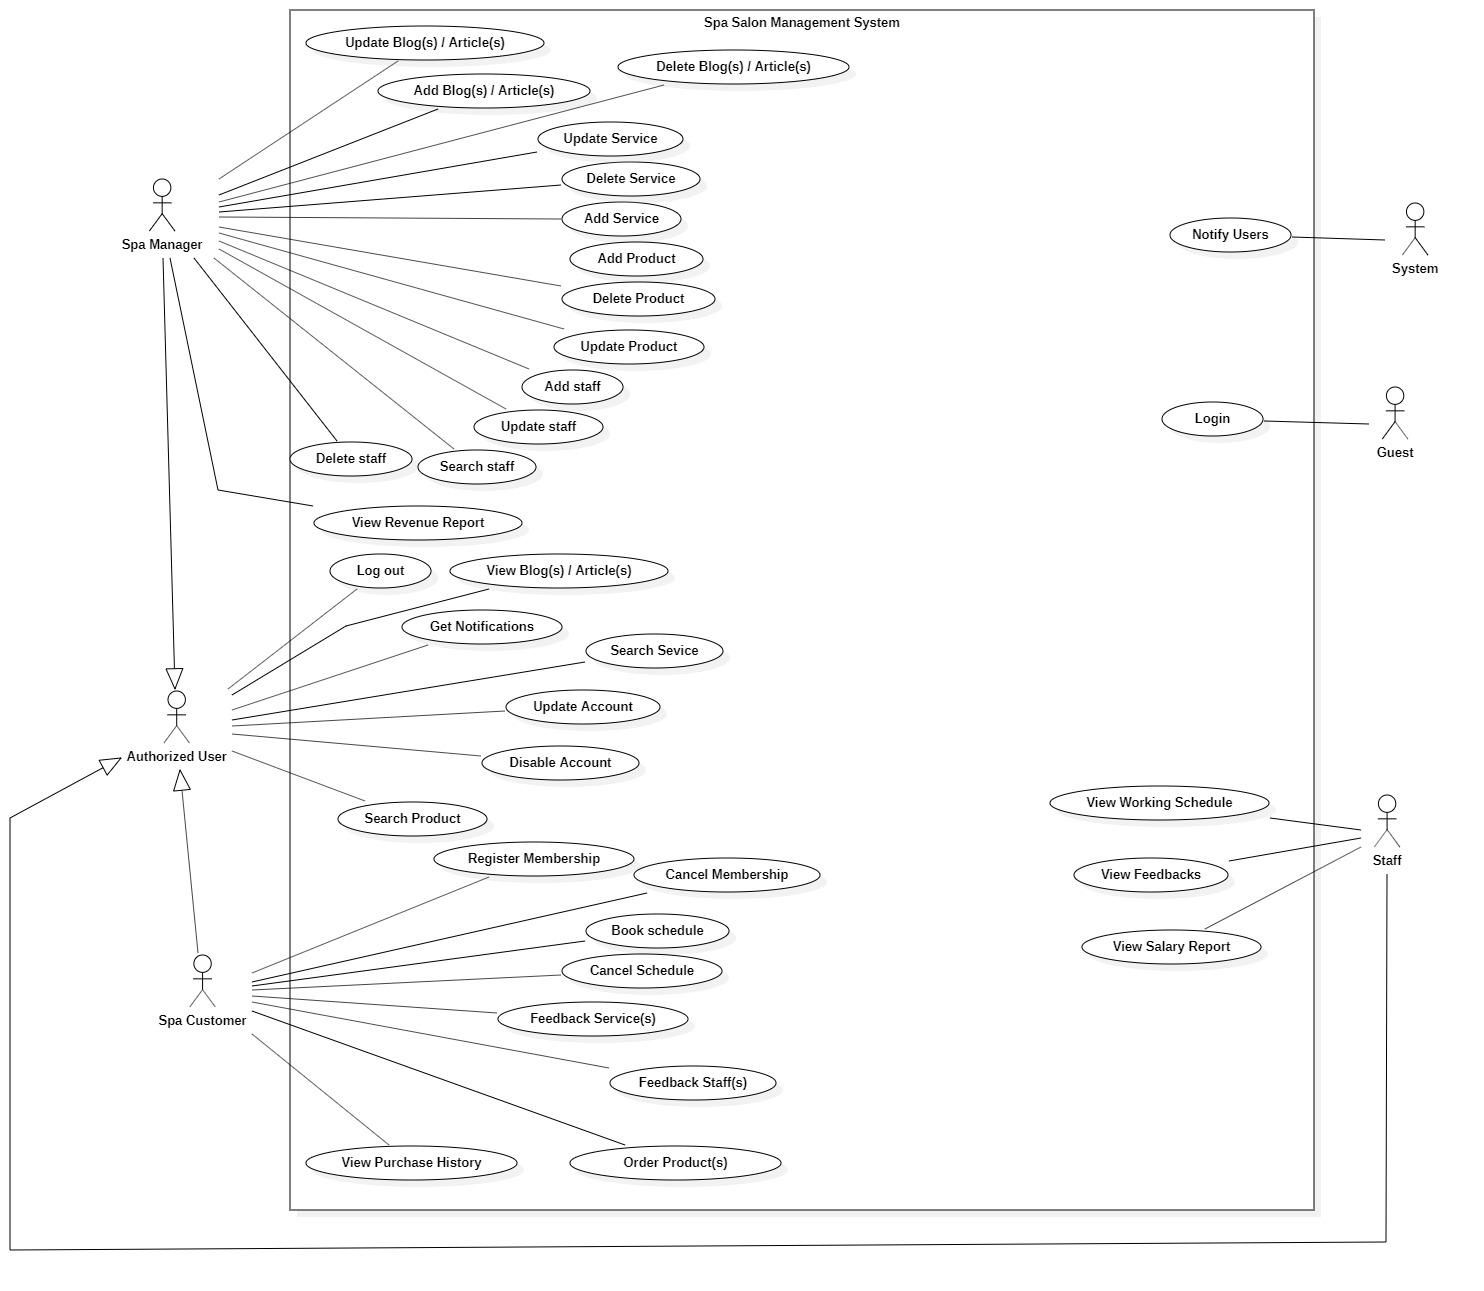 Spa Salon Management System
Update Blog(s) / Article(s)
Delete Blog(s) / Article(s)
Add Blog(s) / Article(s)
Update Service
Delete Service
Add Service
Notify Users
Spa Manager
Add Product
System
Delete Product
Update Product
Add staff
Login
Update staff
Guest
Delete staff
Search staff
View Revenue Report
Log out
View Blog(s) / Article(s)
Get Notifications
Search Sevice
Update Account
Authorized User
Disable Account
View Working Schedule
Search Product
Register Membership
Staff
Cancel Membership
View Feedbacks
Book schedule
View Salary Report
Cancel Schedule
Feedback Service(s)
Spa Customer
Feedback Staff(s)
View Purchase History
Order Product(s)